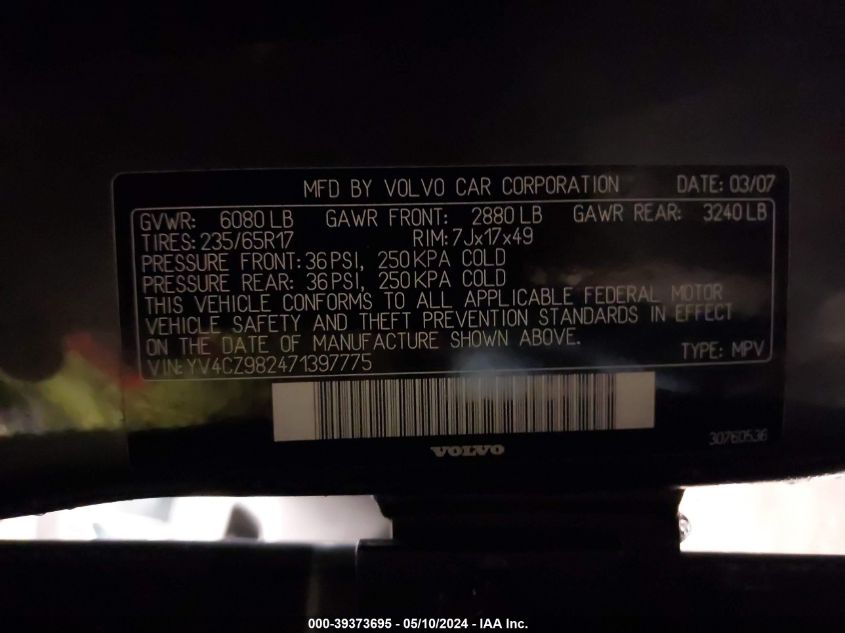 MFD BY VOLVO CAR CORPORATION DATE: 03/07
GVWR: 6080 LB GAWR FRONT: 2880 LB GAWR REAR: 3240 LB
TIRES: 235/65R17 RIM: 7Jx17x49
PRESSURE FRONT: 36 PSI, 250 KPA COLD
PRESSURE REAR: 36 PSI, 250 KPA COLD
THIS VEHICLE CONFORMS TO ALL APPLICABLE FEDERAL MOTOR
VEHICLE SAFETY AND THEFT PREVENTION STANDARDS IN EFFECT
ON THE DATE OF MANUFACTURE SHOWN ABOVE.
VIN: YV4CZ982471397775 TYPE: MPV
30760536
VOLVO
000-39373695 - 05/10/2024 - IAA Inc.